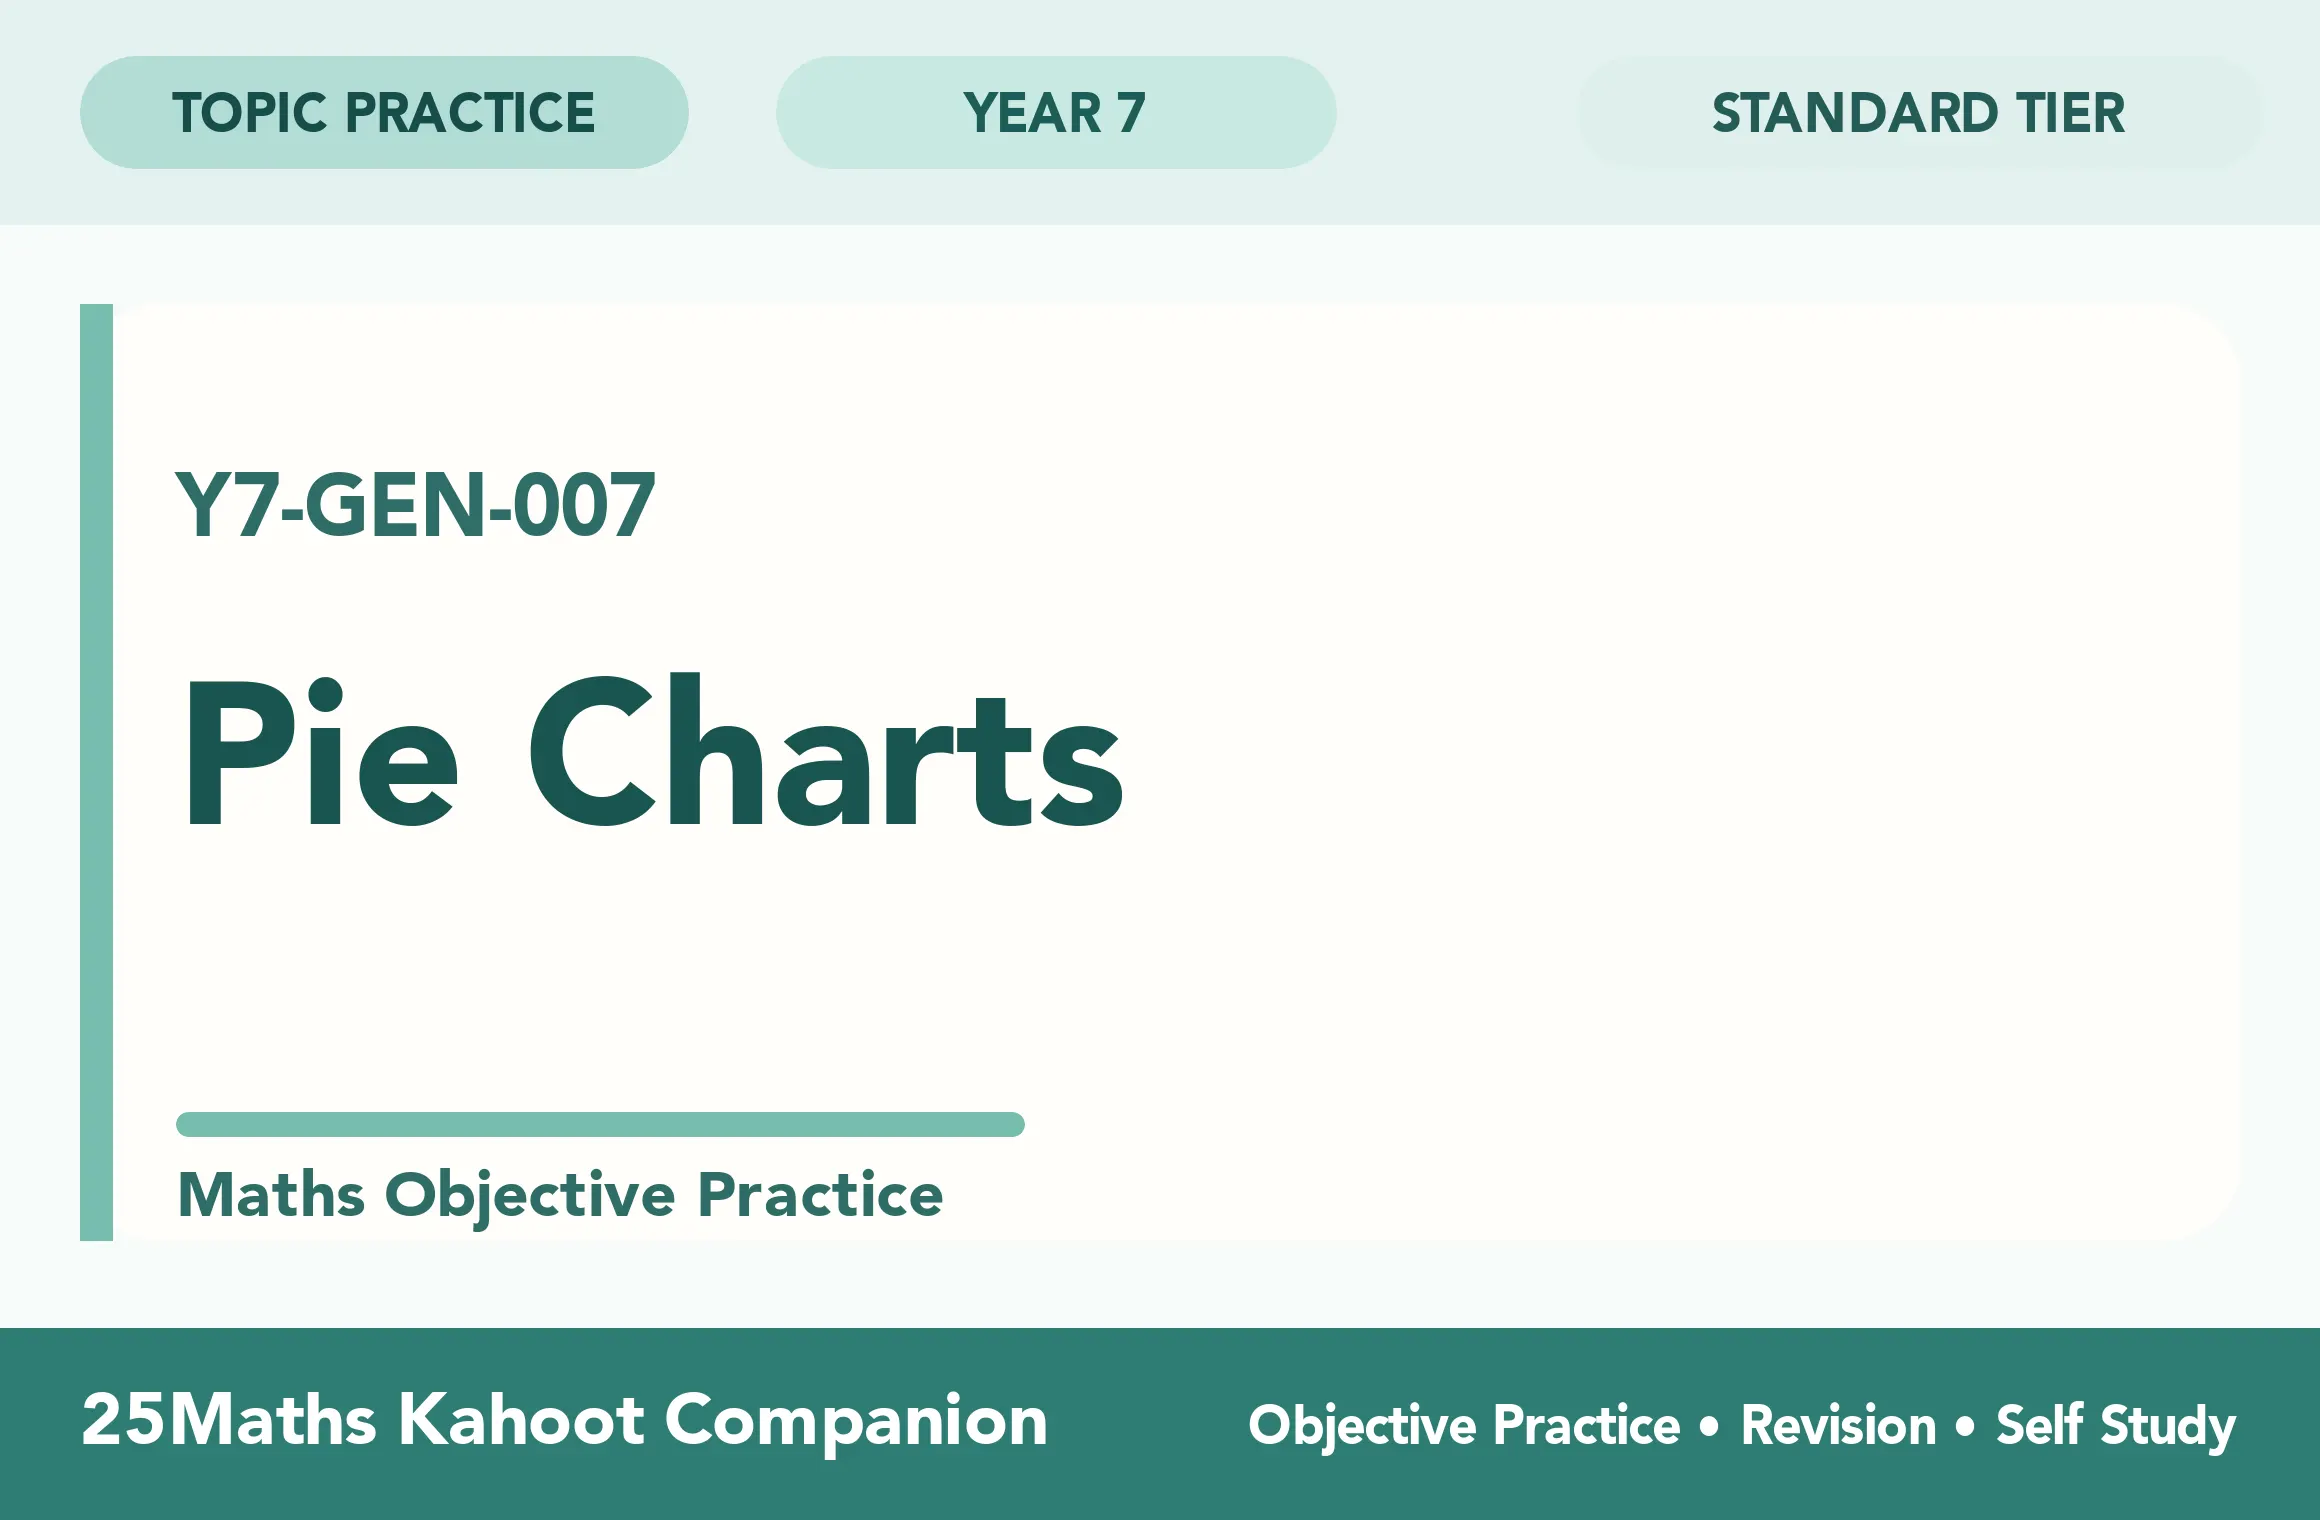 TOPIC PRACTICE
YEAR 7
STANDARD TIER
Y7-GEN-007
Pie Charts
Maths Objective Practice
25Maths Kahoot Companion
Objective Practice • Revision • Self Study